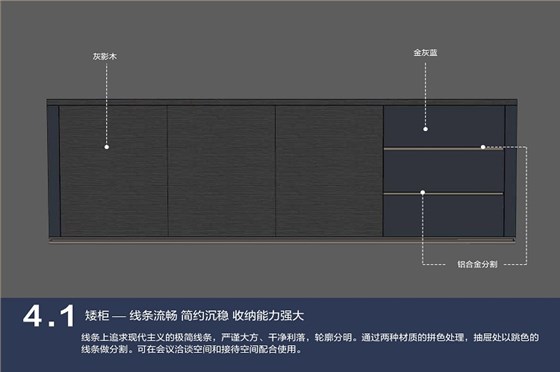 灰影木
金灰蓝
铝合金分割
4.1 矮柜 — 线条流畅 简约沉稳 收纳能力强大
线条上追求现代主义的极简线条，严谨大方、干净利落，轮廓分明。通过两种材质的拼色处理，抽屉处以跳色的
线条做分割。可在会议洽谈空间和接待空间配合使用。